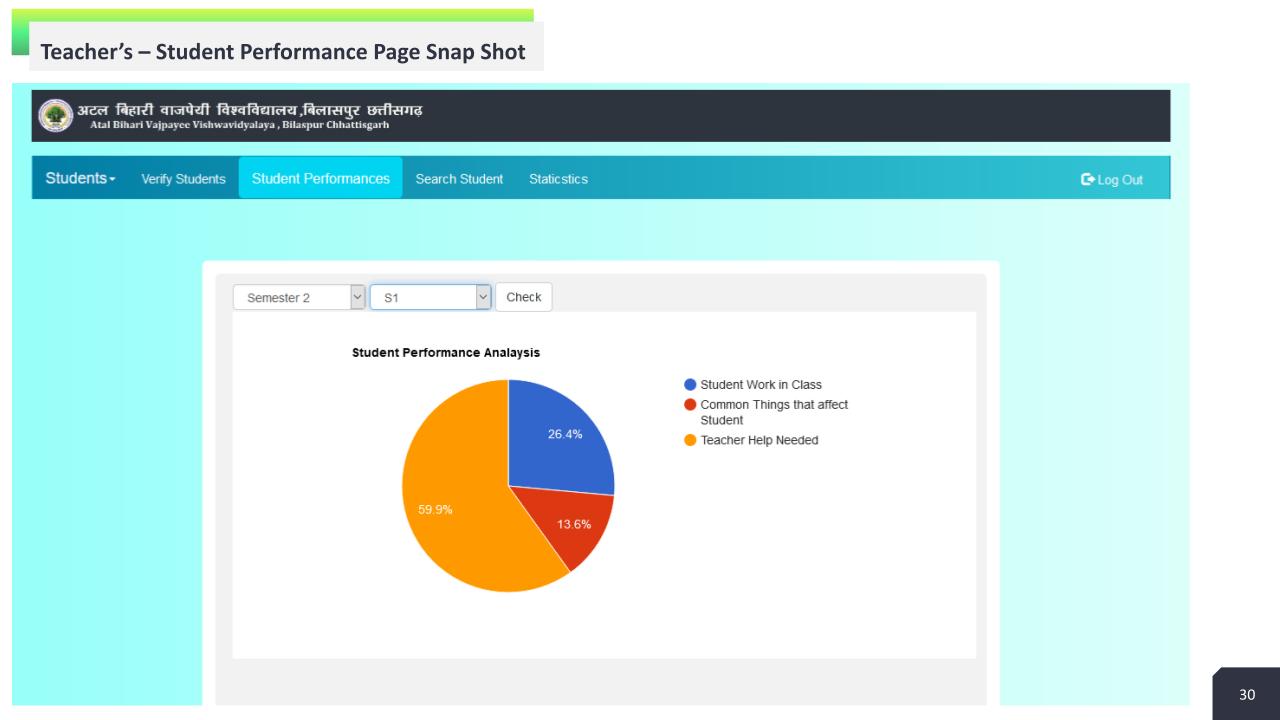 Teacher’s – Student Performance Page Snap Shot
अटल बिहारी वाजपेयी विश्वविद्यालय ,बिलासपुर छत्तीसगढ़
Atal Bihari Vajpayee Vishwavidyalaya , Bilaspur Chhattisgarh
Students Verify Students Student Performances Search Student Staticstics Log Out
Semester 2 S1 Check
Student Performance Analaysis
Student Work in Class
Common Things that affect
Student
Teacher Help Needed
26.4%
59.9%
13.6%
30